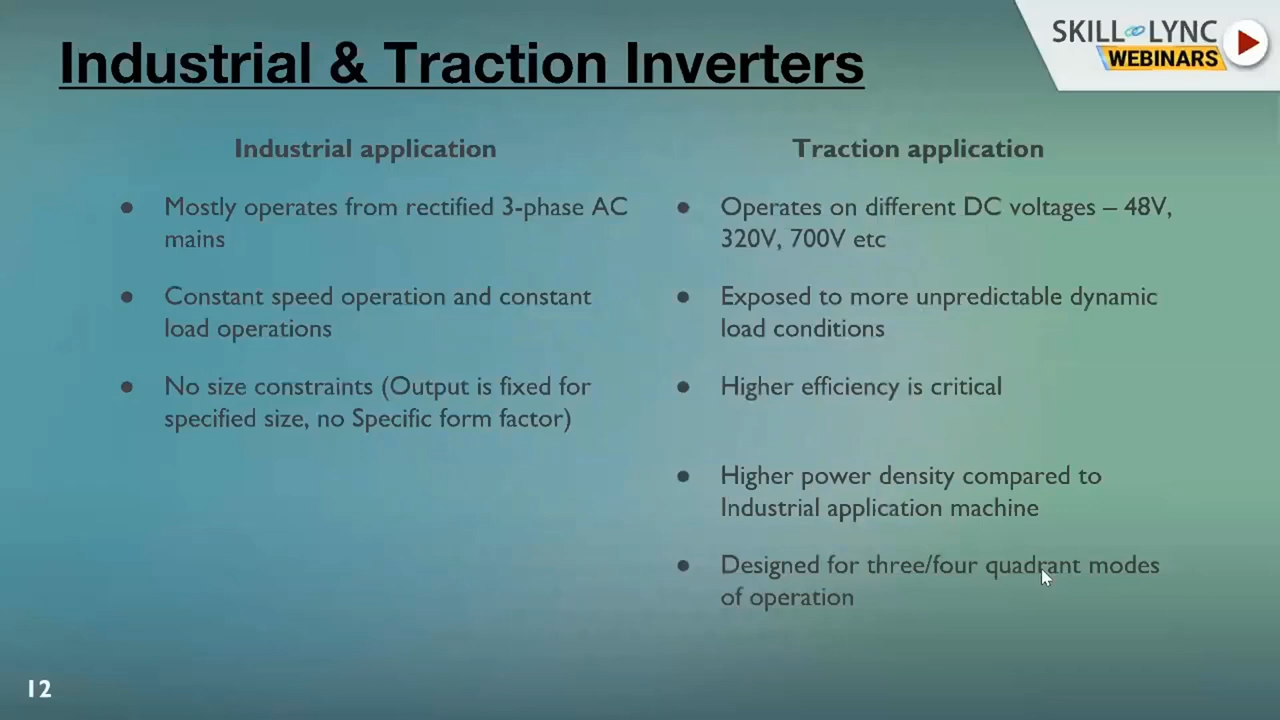 Industrial & Traction Inverters
SKILL LYNC
WEBINARS
Industrial application
● Mostly operates from rectified 3-phase AC
mains
● Constant speed operation and constant
load operations
● No size constraints (Output is fixed for
specified size, no Specific form factor)
Traction application
● Operates on different DC voltages – 48V,
320V, 700V etc
● Exposed to more unpredictable dynamic
load conditions
● Higher efficiency is critical
● Higher power density compared to
Industrial application machine
● Designed for three/four quadrant modes
of operation
12